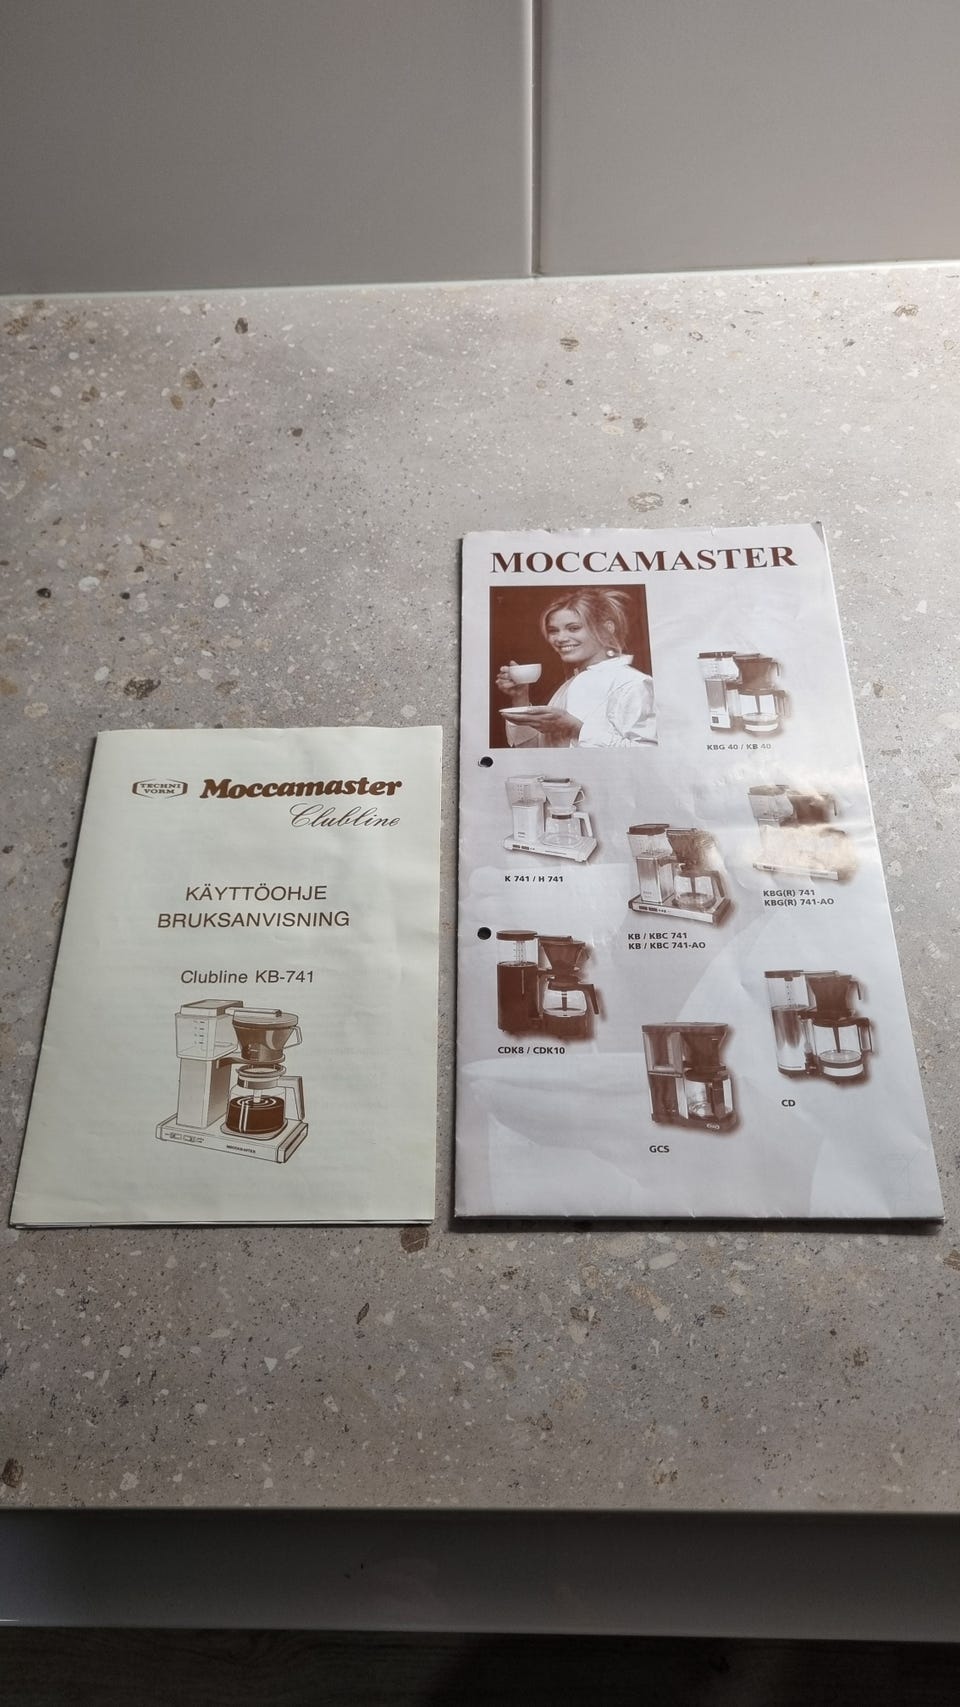 TECHNI
VORM
Moccamaster
Clubline
KÄYTTÖOHJE
BRUKSANVISNING
Clubline KB-741
MOCCAMASTER
MOCCAMASTER
KBG 40 / KB 40
K 741 / H 741
KB / KBC 741
KB / KBC 741-AO
KBG(R) 741
KBG(R) 741-AO
CDK8 / CDK10
GCS
CD